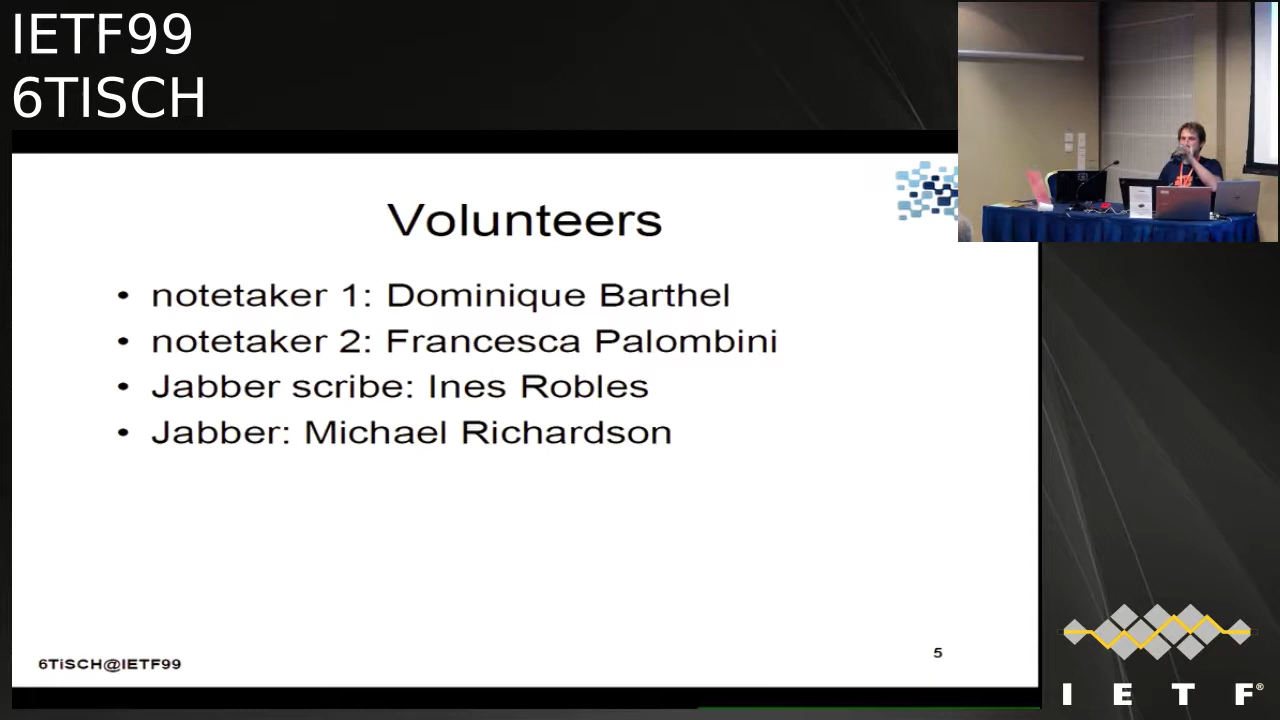 IETF99
6TISCH
Volunteers
• notetaker 1: Dominique Barthel
• notetaker 2: Francesca Palombini
• Jabber scribe: Ines Robles
• Jabber: Michael Richardson
6TiSCH@IETF99
5
I E T F®